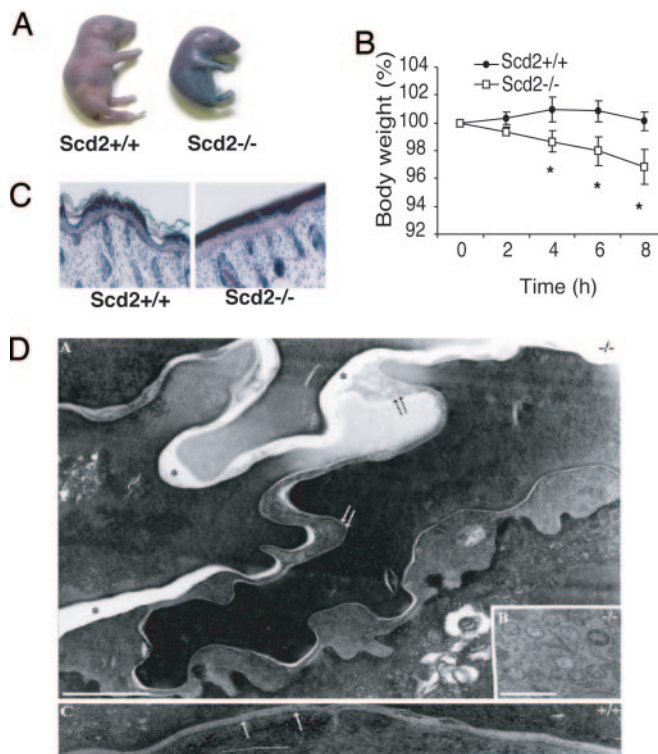 A
Scd2+/+
Scd2-/-
B
Scd2+/+
Scd2-/-
Body weight (%)
104
102
100
98
96
94
92
*
*
*
0
2
4
6
8
Time (h)
C
Scd2+/+
Scd2-/-
D
A
-/-
*
*
*
B
-/-
C
+/+